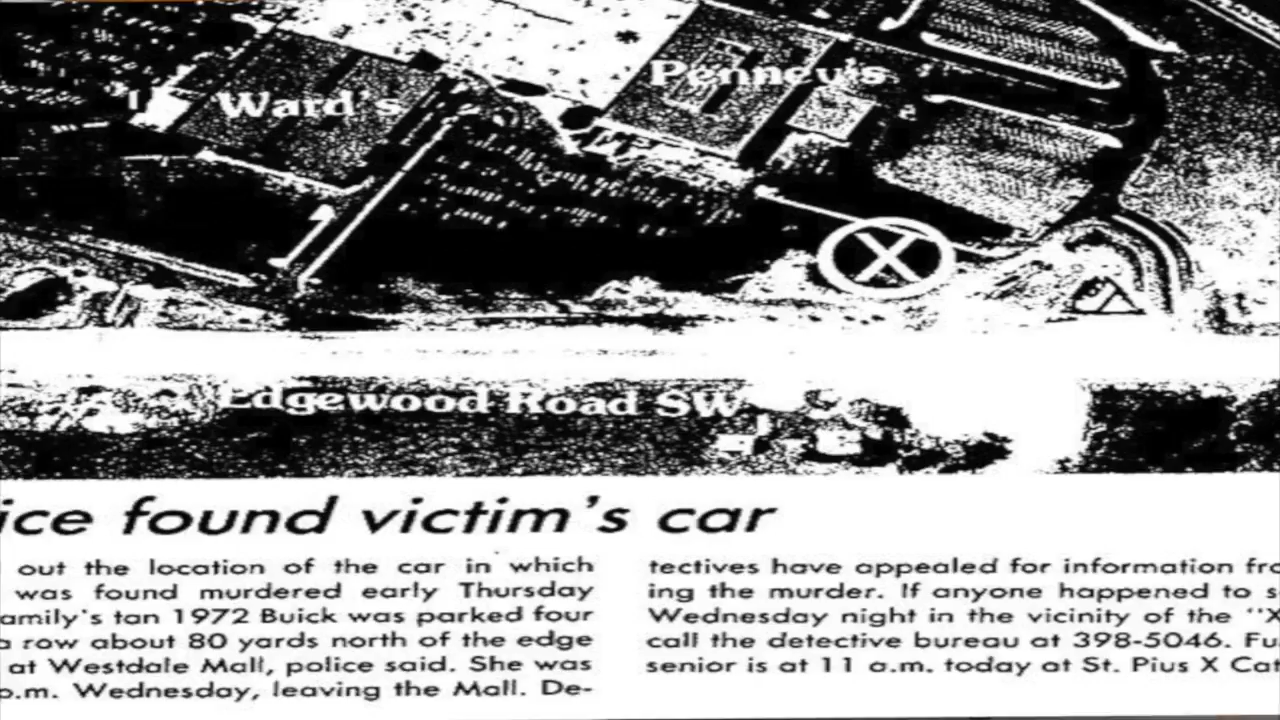 Ward's
Penney's
X
Edgewood Road SW
ice found victim's car
out the location of the car in which
was found murdered early Thursday
amily's tan 1972 Buick was parked four
a row about 80 yards north of the edge
at Westdale Mall, police said. She was
p.m. Wednesday, leaving the Mall. De-
tectives have appealed for information fro
ing the murder. If anyone happened to s
Wednesday night in the vicinity of the "X
call the detective bureau at 398-5046. Fu
senior is at 11 a.m. today at St. Pius X Cat